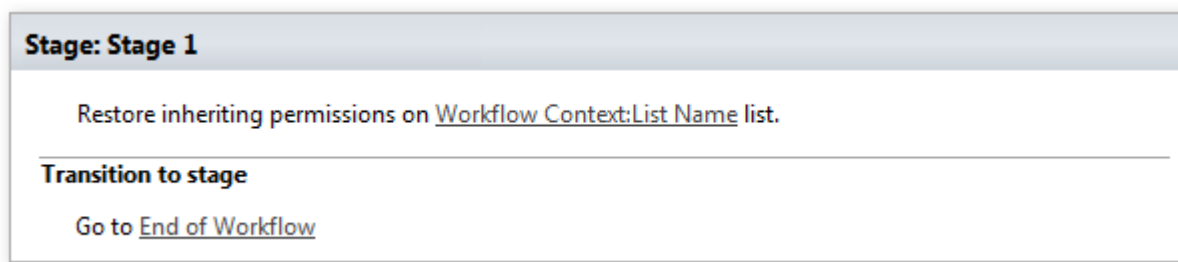 Stage: Stage 1
Restore inheriting permissions on Workflow Context:List Name list.
Transition to stage
Go to End of Workflow